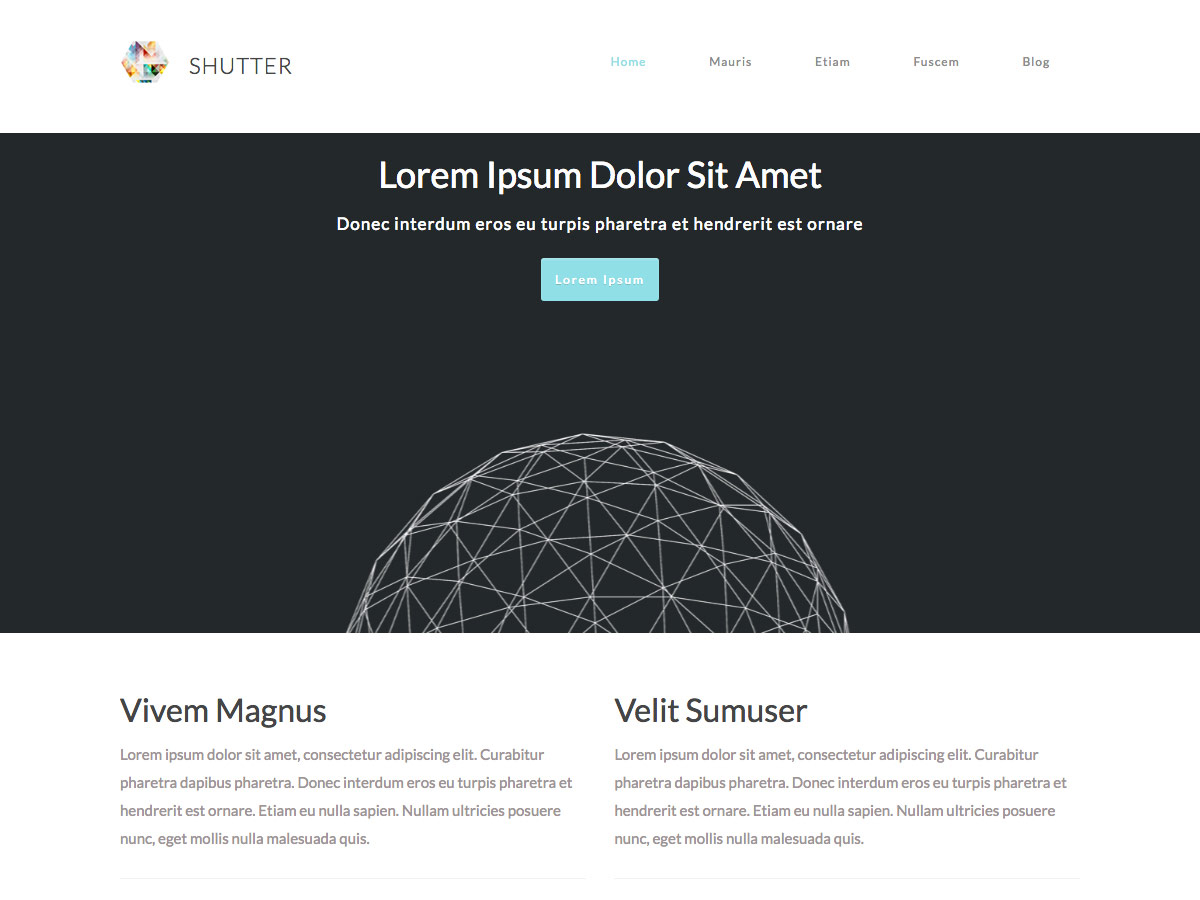 SHUTTER
Home Mauris Etiam Fuscem Blog
Lorem Ipsum Dolor Sit Amet
Donec interdum eros eu turpis pharetra et hendrerit est ornare
Lorem Ipsum
Vivem Magnus
Lorem ipsum dolor sit amet, consectetur adipiscing elit. Curabitur
pharetra dapibus pharetra. Donec interdum eros eu turpis pharetra et
hendrerit est ornare. Etiam eu nulla sapien. Nullam ultricies posuere
nunc, eget mollis nulla malesuada quis.
Velit Sumuser
Lorem ipsum dolor sit amet, consectetur adipiscing elit. Curabitur
pharetra dapibus pharetra. Donec interdum eros eu turpis pharetra et
hendrerit est ornare. Etiam eu nulla sapien. Nullam ultricies posuere
nunc, eget mollis nulla malesuada quis.